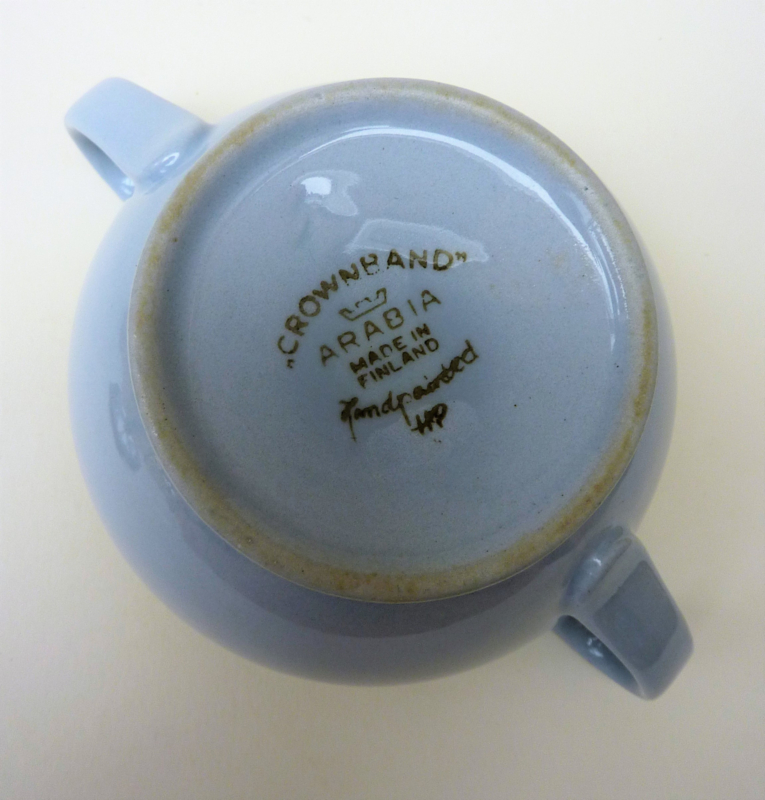 „CROWNBAND"
ARABIA
MADE IN
FINLAND
Handpainted
HP